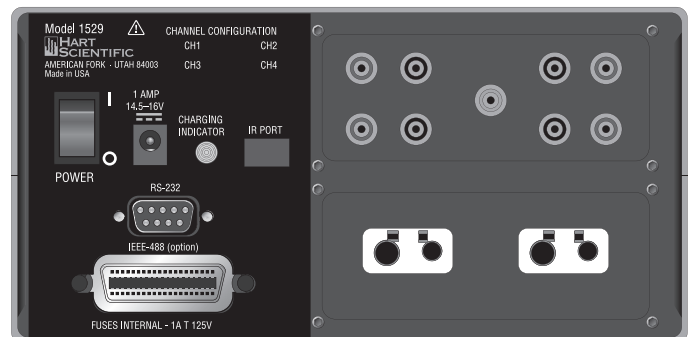 Model 1529
HART
SCIENTIFIC
AMERICAN FORK · UTAH 84003
Made in USA
CHANNEL CONFIGURATION
CH1 CH2
CH3 CH4
1 AMP
14.5–16V
CHARGING
INDICATOR
IR PORT
I
O
POWER
RS-232
IEEE-488 (option)
FUSES INTERNAL - 1A T 125V